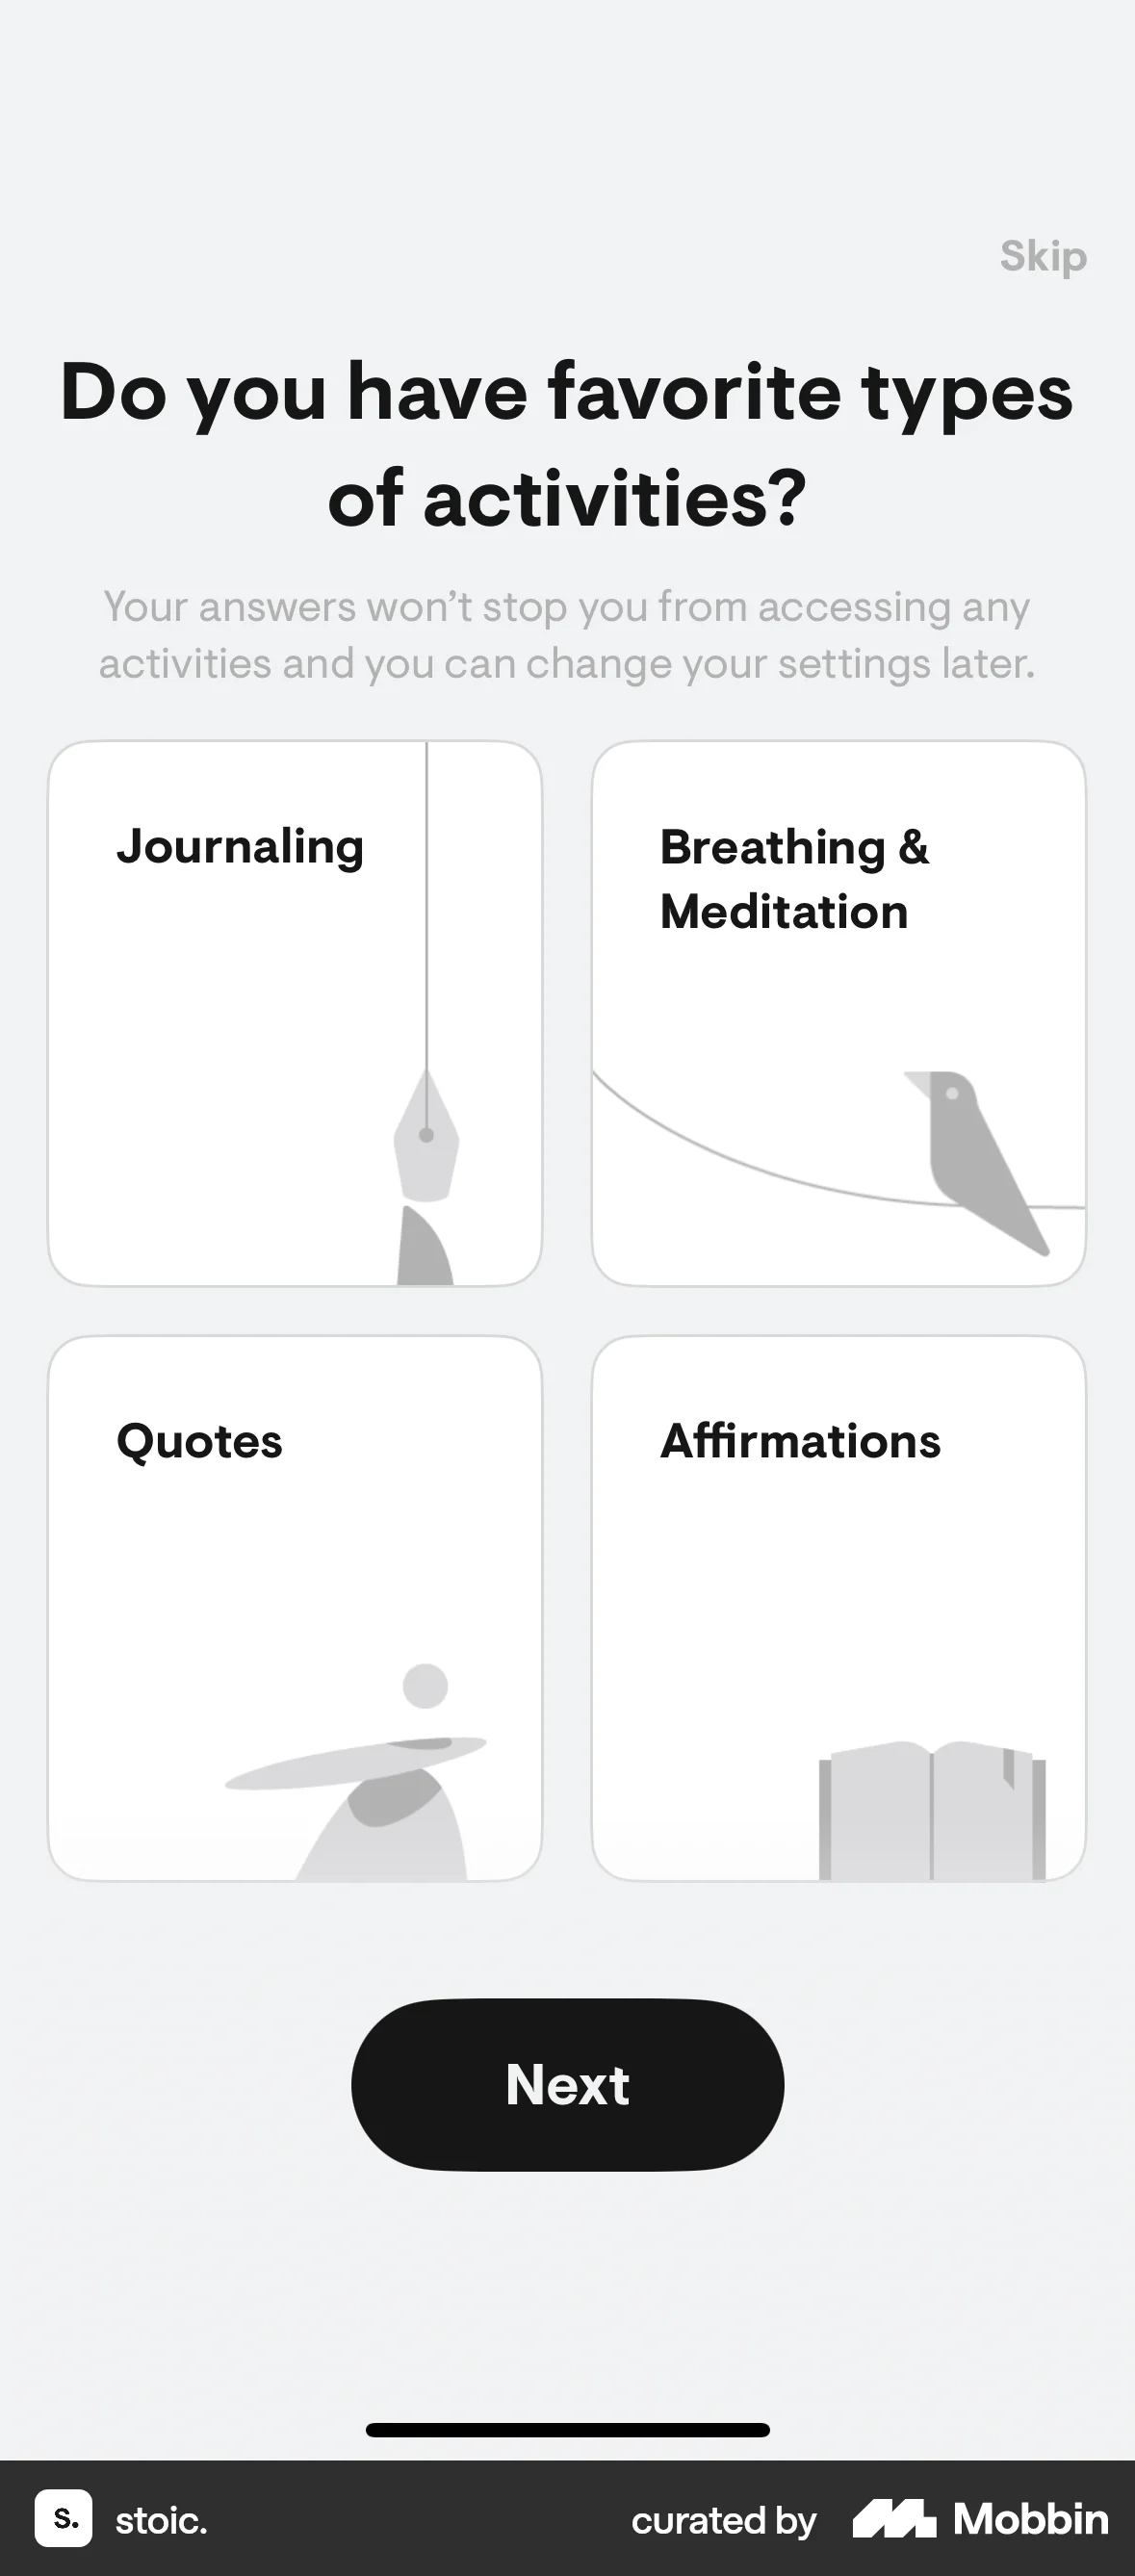 Skip
Do you have favorite types
of activities?
Your answers won’t stop you from accessing any
activities and you can change your settings later.
Journaling
Breathing &
Meditation
Quotes
Affirmations
Next
S. stoic.
curated by Mobbin